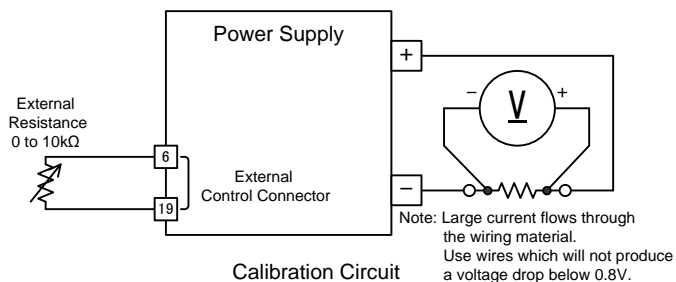 Power Supply
+
External
Resistance
0 to 10kΩ
− V +
6
External
Control Connector
19
−
Note: Large current flows through
the wiring material.
Use wires which will not produce
a voltage drop below 0.8V.
Calibration Circuit